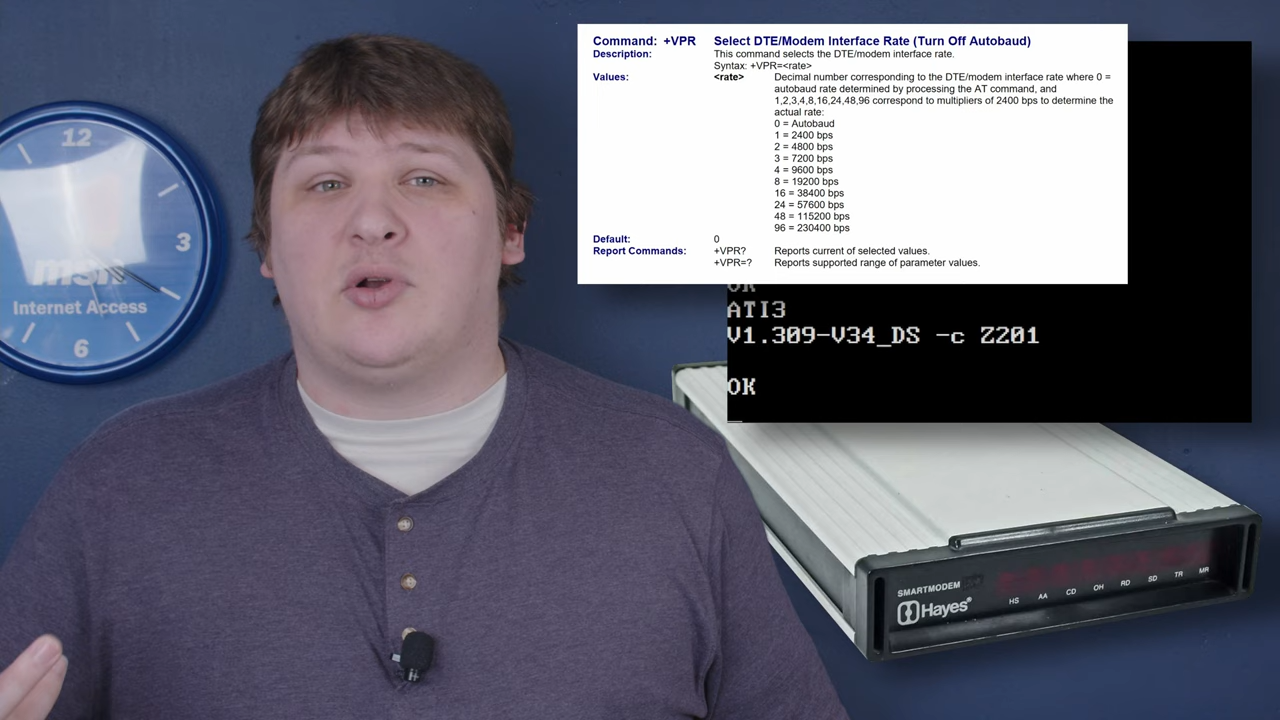 12
3
msn
Internet Access
6
Command: +VPR Select DTE/Modem Interface Rate (Turn Off Autobaud)
Description: This command selects the DTE/modem interface rate.
Syntax: +VPR=<rate>
Values: <rate> Decimal number corresponding to the DTE/modem interface rate where 0 =
autobaud rate determined by processing the AT command, and
1,2,3,4,8,16,24,48,96 correspond to multipliers of 2400 bps to determine the
actual rate:
0 = Autobaud
1 = 2400 bps
2 = 4800 bps
3 = 7200 bps
4 = 9600 bps
8 = 19200 bps
16 = 38400 bps
24 = 57600 bps
48 = 115200 bps
96 = 230400 bps
Default: 0
Report Commands: +VPR? Reports current of selected values.
+VPR=? Reports supported range of parameter values.
OK
ATI3
V1.309-V34_DS -c Z201
OK
SMARTMODEM
Hayes®
HS AA CD OH RD SD TR MR